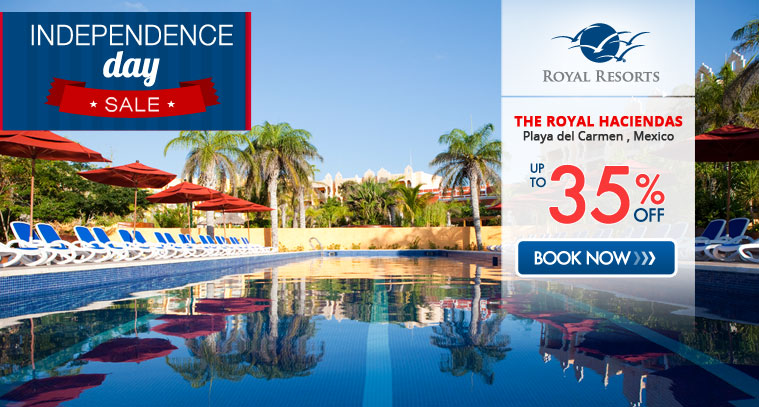 INDEPENDENCE
day
★ SALE ★
ROYAL RESORTS
THE ROYAL HACIENDAS
Playa del Carmen , Mexico
UP TO 35% OFF
BOOK NOW »»